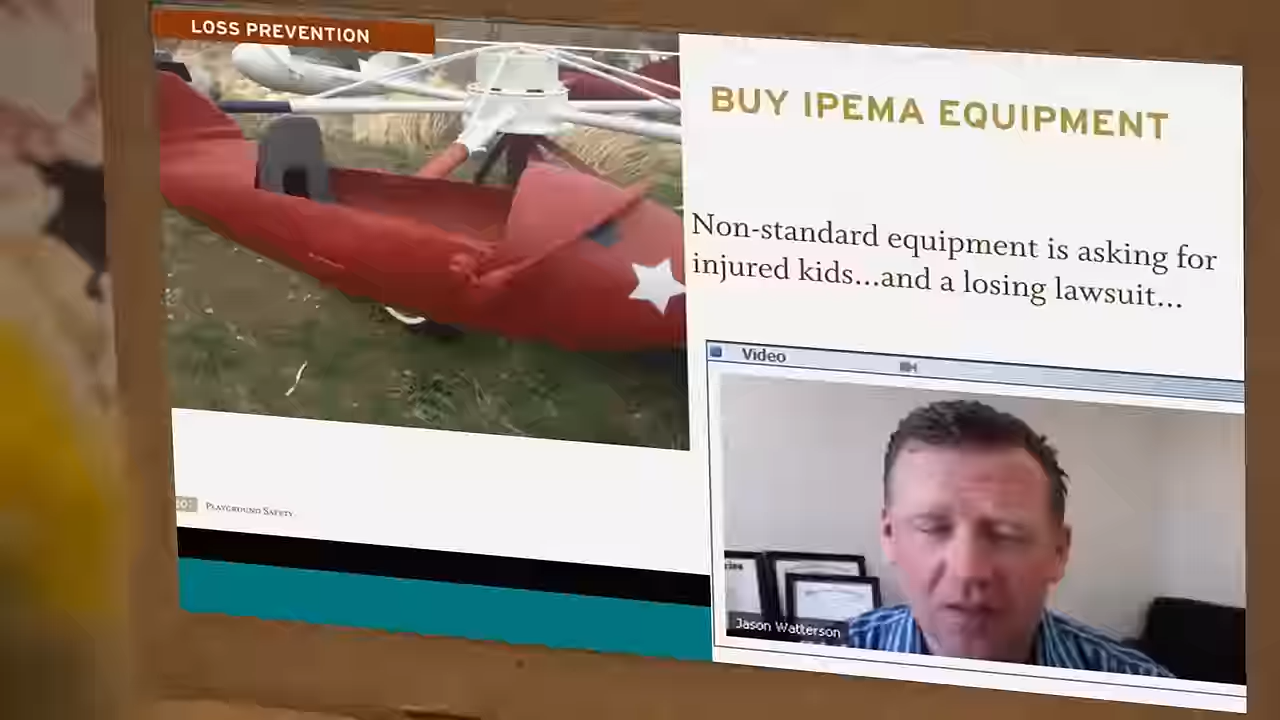 LOSS PREVENTION
BUY IPEMA EQUIPMENT
Non-standard equipment is asking for
injured kids...and a losing lawsuit...
Video
Jason Watterson
PLAYGROUND SAFETY